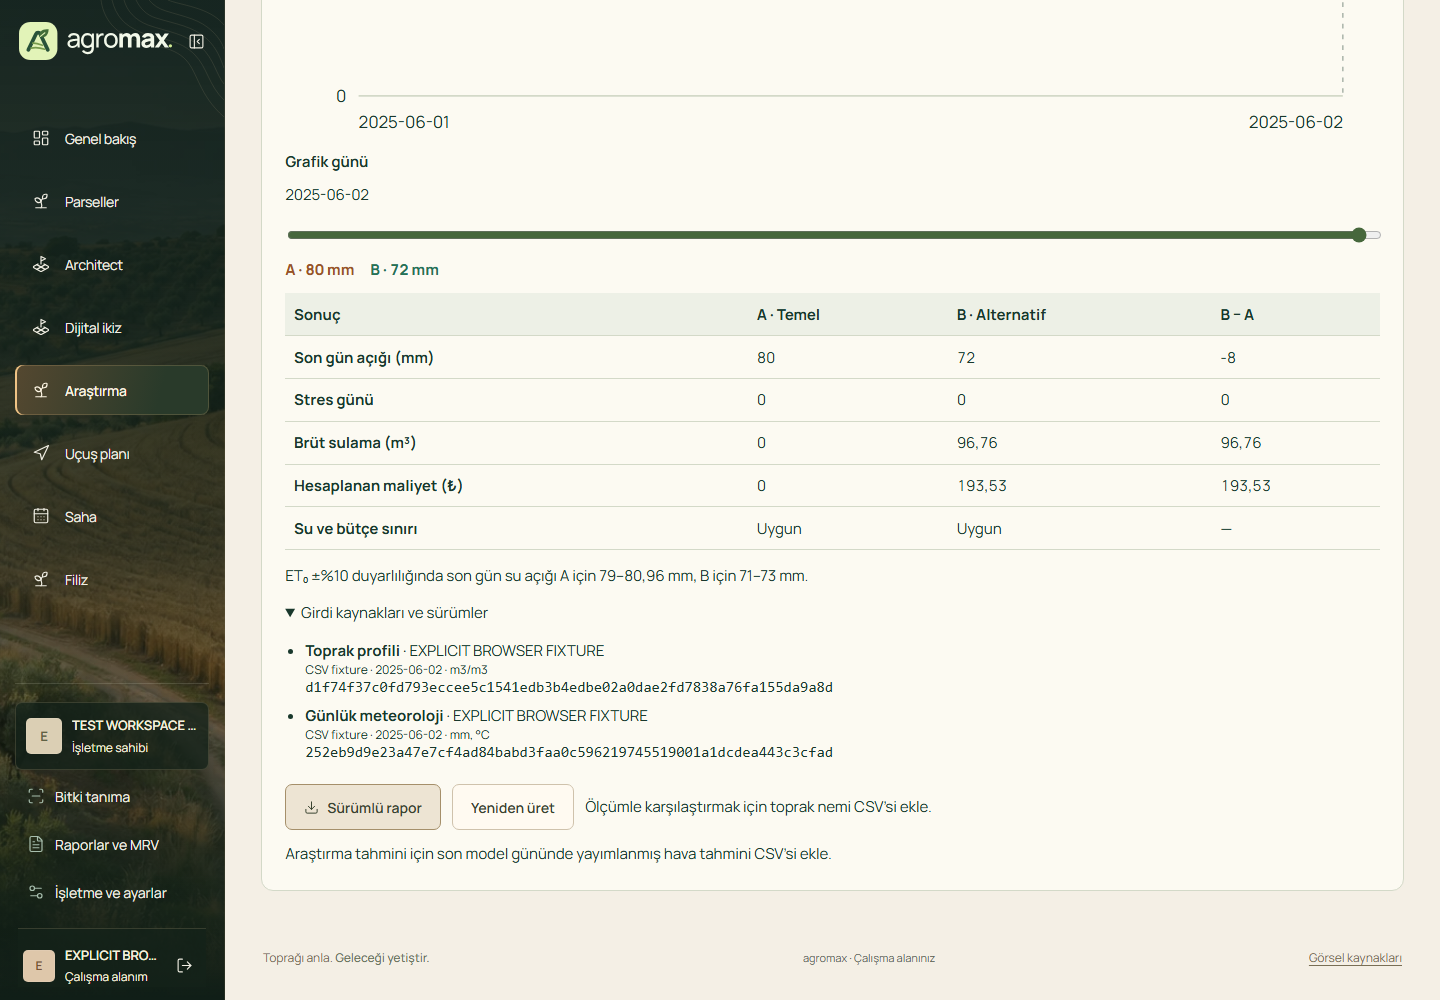 agromax.
Genel bakış
Parseller
Architect
Dijital ikiz
Araştırma
Uçuş planı
Saha
Filiz
E
TEST WORKSPACE ...
İşletme sahibi
Bitki tanıma
Raporlar ve MRV
İşletme ve ayarlar
E
EXPLICIT BRO...
Çalışma alanım
0
2025-06-01 2025-06-02
Grafik günü
2025-06-02
A · 80 mm B · 72 mm
Sonuç A · Temel B · Alternatif B − A
Son gün açığı (mm) 80 72 -8
Stres günü 0 0 0
Brüt sulama (m³) 0 96,76 96,76
Hesaplanan maliyet (₺) 0 193,53 193,53
Su ve bütçe sınırı Uygun Uygun —
ET₀ ±%10 duyarlılığında son gün su açığı A için 79–80,96 mm, B için 71–73 mm.
▼ Girdi kaynakları ve sürümler
• Toprak profili · EXPLICIT BROWSER FIXTURE
CSV fixture · 2025-06-02 · m3/m3
d1f74f37c0fd793eccee5c1541edb3b4edbe02a0dae2fd7838a76fa155da9a8d
• Günlük meteoroloji · EXPLICIT BROWSER FIXTURE
CSV fixture · 2025-06-02 · mm, °C
252eb9d9e23a47e7cf4ad84babd3faa0c596219745519001a1dcdea443c3cfad
Sürümlü rapor Yeniden üret Ölçümle karşılaştırmak için toprak nemi CSV'si ekle.
Araştırma tahmini için son model gününde yayımlanmış hava tahmini CSV'si ekle.
Toprağı anla. Geleceği yetiştir. agromax · Çalışma alanınız Görsel kaynakları